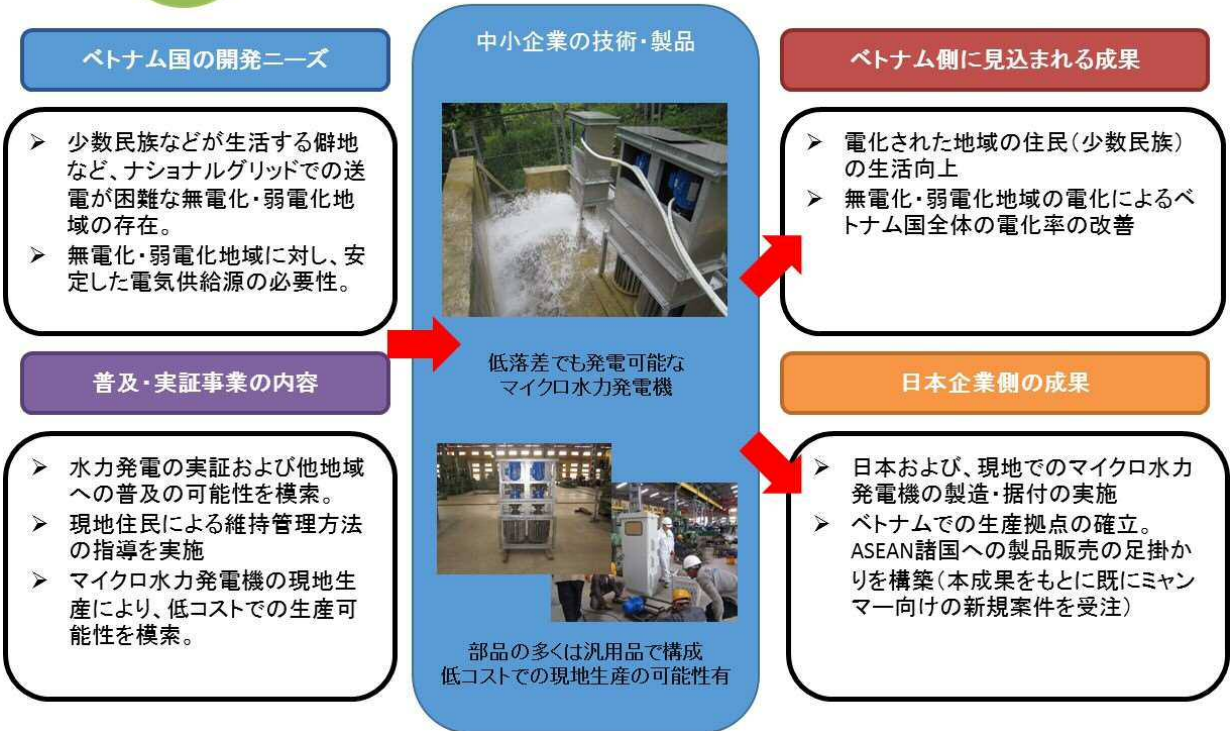 ベトナム国の開発ニーズ
➢ 少数民族などが生活する僻地
など、ナショナルグリッドでの送
電が困難な無電化・弱電化地
域の存在。
➢ 無電化・弱電化地域に対し、安
定した電気供給源の必要性。
普及・実証事業の内容
➢ 水力発電の実証および他地域
への普及の可能性を模索。
➢ 現地住民による維持管理方法
の指導を実施
➢ マイクロ水力発電機の現地生
産により、低コストでの生産可
能性を模索。
中小企業の技術・製品
低落差でも発電可能な
マイクロ水力発電機
部品の多くは汎用品で構成
低コストでの現地生産の可能性有
ベトナム側に見込まれる成果
➢ 電化された地域の住民(少数民族)
の生活向上
➢ 無電化・弱電化地域の電化によるベ
トナム国全体の電化率の改善
日本企業側の成果
➢ 日本および、現地でのマイクロ水力
発電機の製造・据付の実施
➢ ベトナムでの生産拠点の確立。
ASEAN諸国への製品販売の足掛か
りを構築(本成果をもとに既にミャン
マー向けの新規案件を受注)